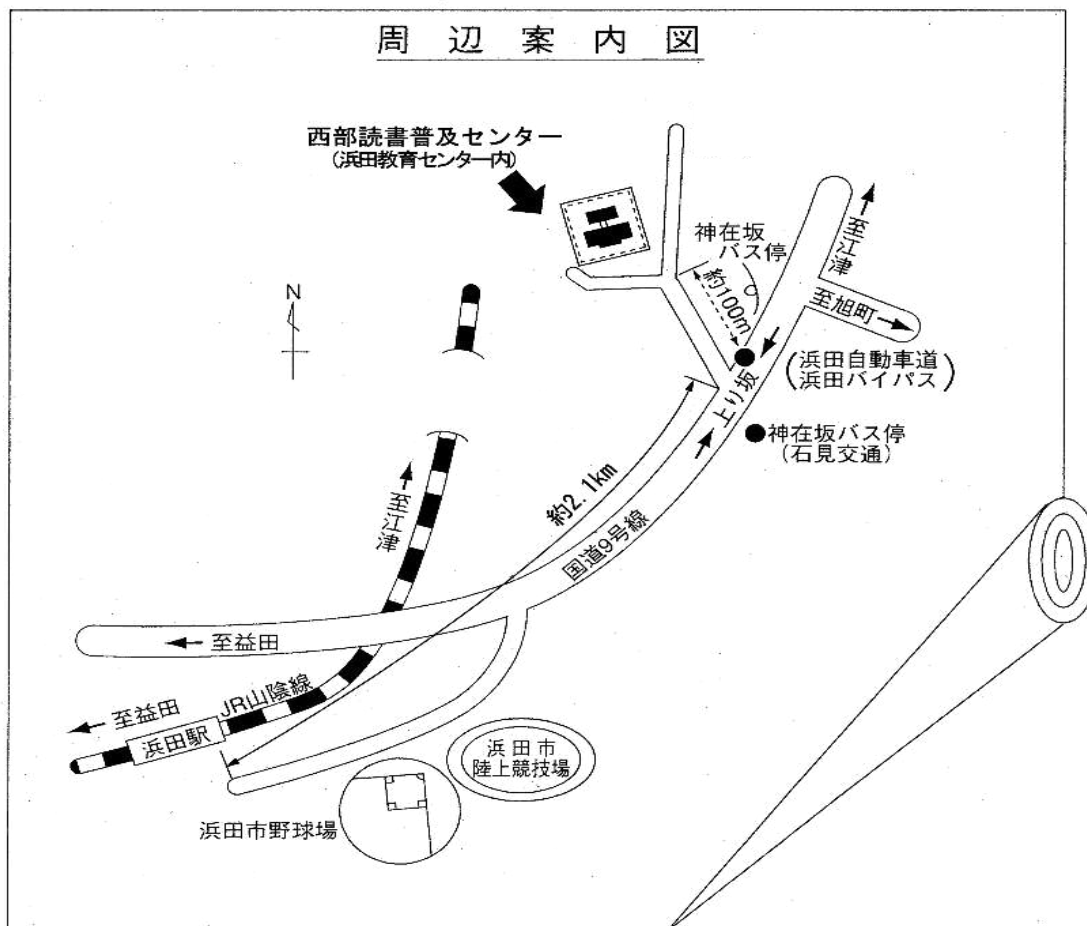 周辺案内図
西部読書普及センター
(浜田教育センター内)
神在坂
バス停
至江津
約100m
至旭町
N
(浜田自動車道
浜田バイパス)
上り坂
神在坂バス停
(石見交通)
約2.1km
至江津
国道9号線
至益田
JR山陰線
至益田
浜田駅
浜田市
陸上競技場
浜田市野球場